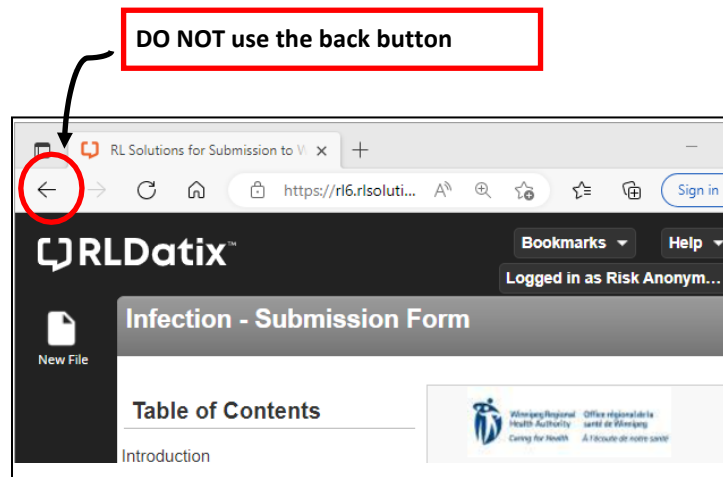 DO NOT use the back button
RL Solutions for Submission to W
https://rl6.rlsoluti...
Sign in
RLDatix™
Bookmarks
Help
Logged in as Risk Anonym...
Infection - Submission Form
New File
Table of Contents
Winnipeg Regional Office régional de la
Health Authority santé de Winnipeg
Caring for Health À l'écoute de notre santé
Introduction